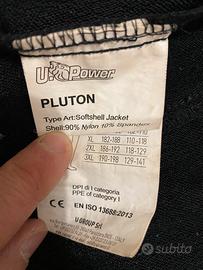 U Power
PLUTON
Type Art:Softshell Jacket
Shell:90% Nylon 10% Spandex
XL 182-188 110-118
2XL 186-192 118-129
3XL 190-198 129-141
DPI di I categoria
PPE of category I
CE EN ISO 13688:2013
U GROUP Srl
subito